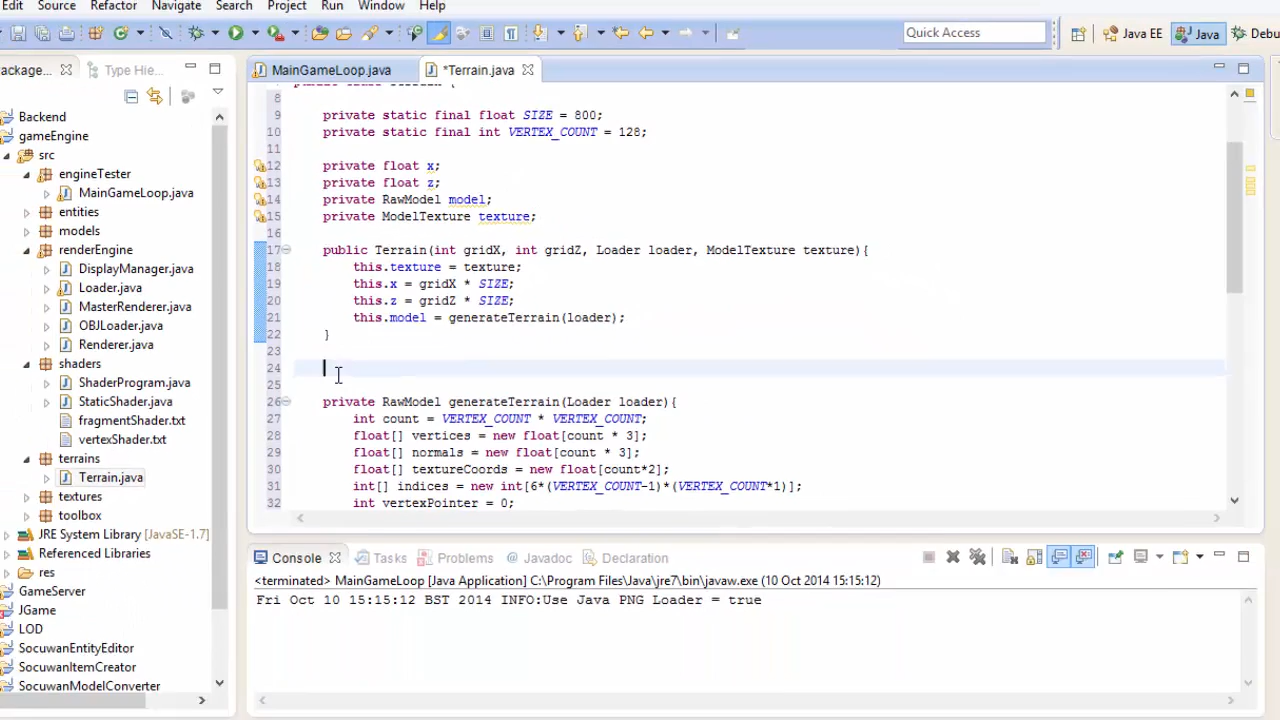 Edit Source Refactor Navigate Search Project Run Window Help
Quick Access Java EE Java Debu
ackage... Type Hie...
MainGameLoop.java *Terrain.java
Backend
gameEngine
src
engineTester
MainGameLoop.java
entities
models
renderEngine
DisplayManager.java
Loader.java
MasterRenderer.java
OBJLoader.java
Renderer.java
shaders
ShaderProgram.java
StaticShader.java
fragmentShader.txt
vertexShader.txt
terrains
Terrain.java
textures
toolbox
JRE System Library [JavaSE-1.7]
Referenced Libraries
res
GameServer
JGame
LOD
SocuwanEntityEditor
SocuwanItemCreator
SocuwanModelConverter
8
9 private static final float SIZE = 800;
10 private static final int VERTEX_COUNT = 128;
12 private float x;
13 private float z;
14 private RawModel model;
15 private ModelTexture texture;
16
17 public Terrain(int gridX, int gridZ, Loader loader, ModelTexture texture){
18 this.texture = texture;
19 this.x = gridX * SIZE;
20 this.z = gridZ * SIZE;
21 this.model = generateTerrain(loader);
22 }
23
24
25
26 private RawModel generateTerrain(Loader loader){
27 int count = VERTEX_COUNT * VERTEX_COUNT;
28 float[] vertices = new float[count * 3];
29 float[] normals = new float[count * 3];
30 float[] textureCoords = new float[count*2];
31 int[] indices = new int[6*(VERTEX_COUNT-1)*(VERTEX_COUNT*1)];
32 int vertexPointer = 0;
Console Tasks Problems @ Javadoc Declaration
<terminated> MainGameLoop [Java Application] C:\Program Files\Java\jre7\bin\javaw.exe (10 Oct 2014 15:15:12)
Fri Oct 10 15:15:12 BST 2014 INFO:Use Java PNG Loader = true